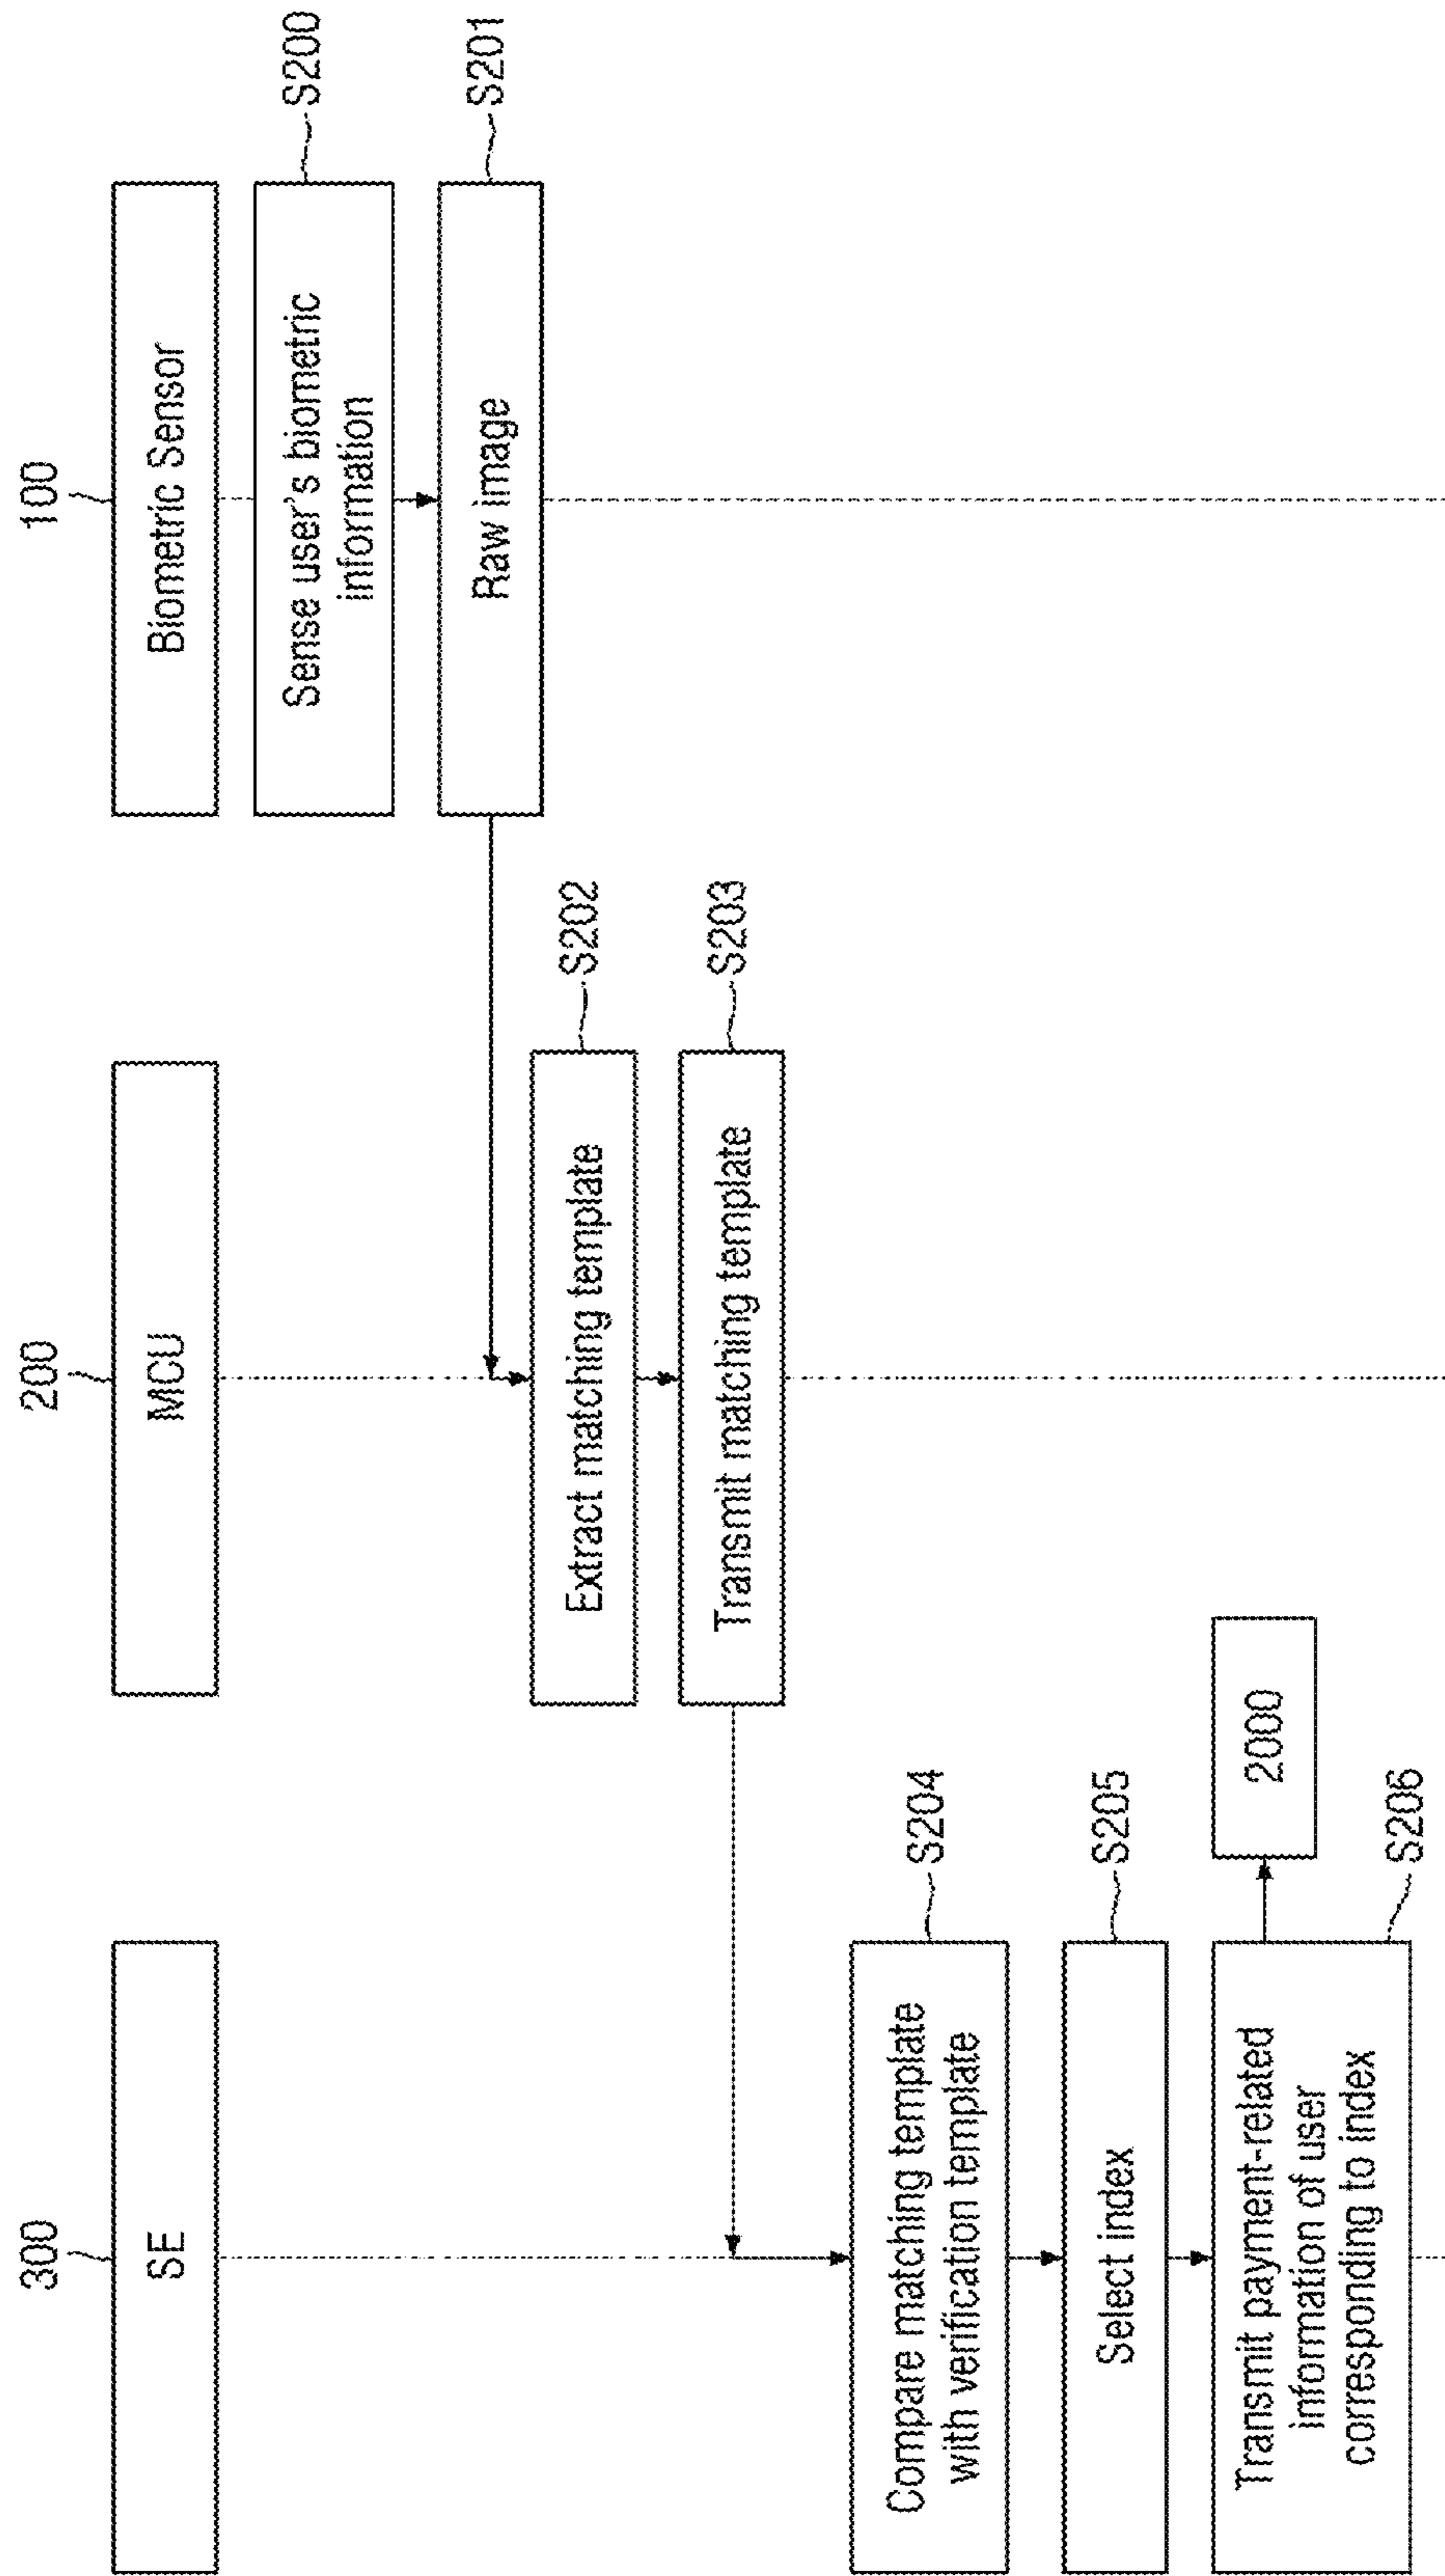 300
200
100
SE
MCU
Biometric Sensor
Sense user's biometric
information
S200
Raw image
S201
Extract matching template
S202
Transmit matching template
S203
Compare matching template
with verification template
S204
Select index
S205
Transmit payment-related
information of user
corresponding to index
2000
S206